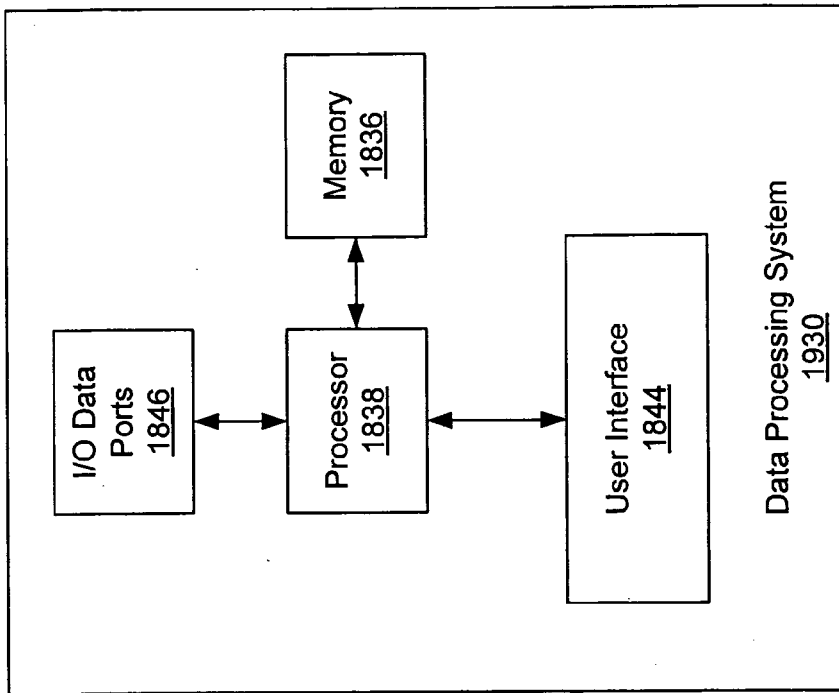 I/O Data
Ports
1846
Processor
1838
Memory
1836
User Interface
1844
Data Processing System
1930